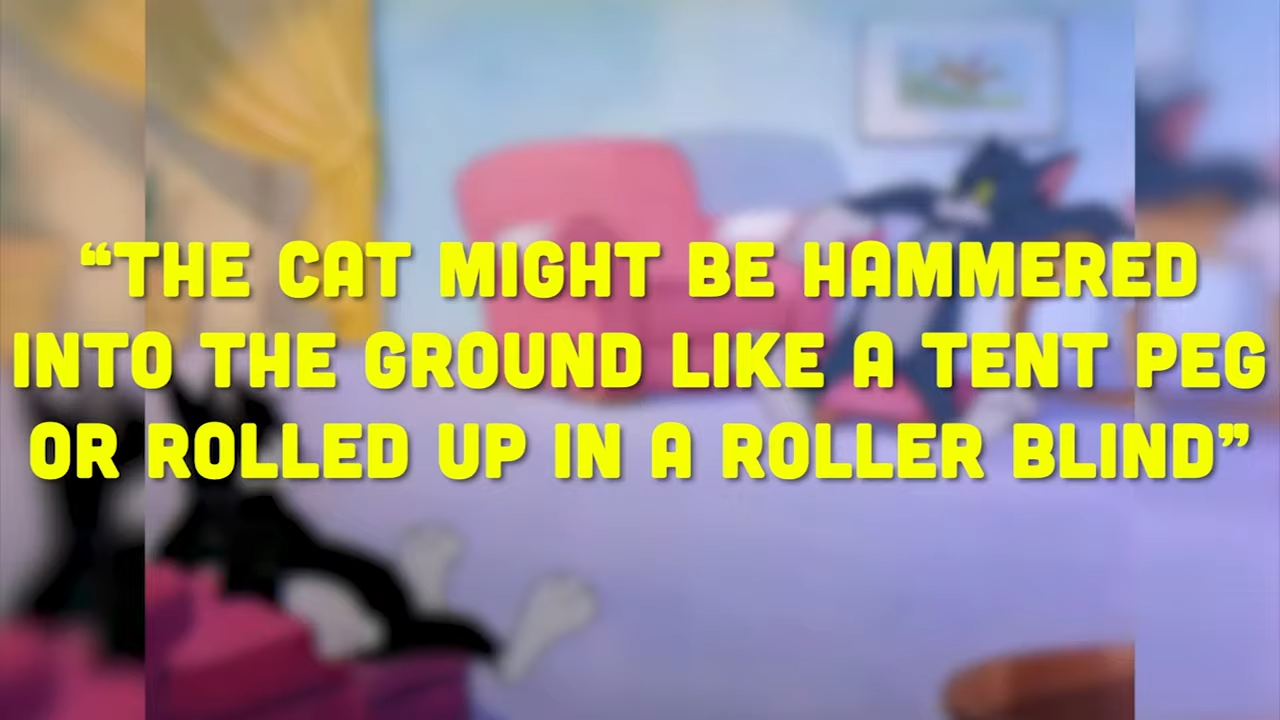 “THE CAT MIGHT BE HAMMERED
INTO THE GROUND LIKE A TENT PEG
OR ROLLED UP IN A ROLLER BLIND”